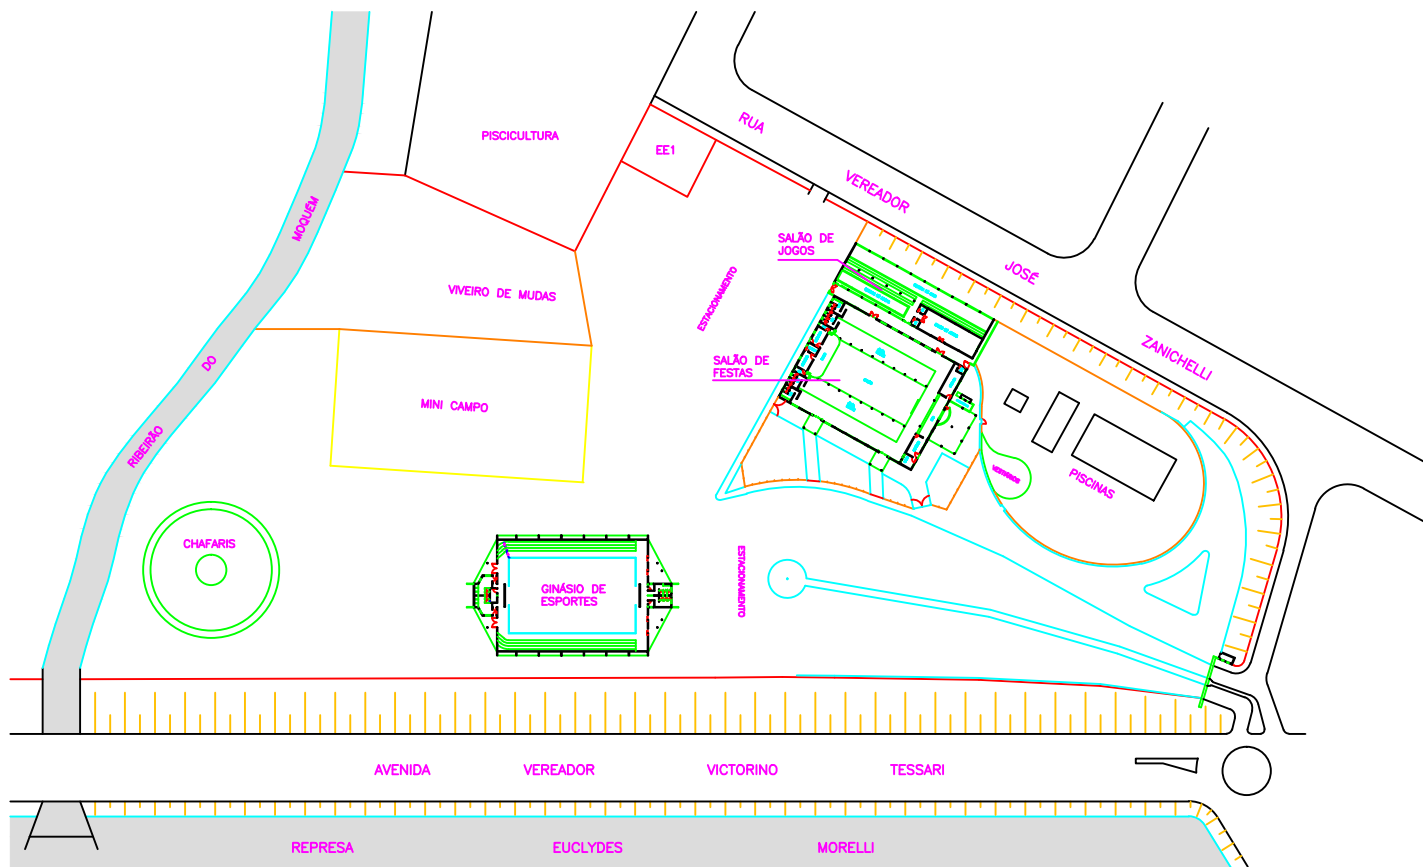 RUA VEREADOR JOSÉ ZANICHELLI
PISCICULTURA
EE1
RIBEIRÃO DO MOQUÉM
SALÃO DE
JOGOS
ESTACIONAMENTO
VIVEIRO DE MUDAS
SALÃO DE
FESTAS
MINI CAMPO
PISCINAS
CHAFARIS
GINÁSIO DE
ESPORTES
ESTACIONAMENTO
AVENIDA VEREADOR VICTORINO TESSARI
REPRESA EUCLYDES MORELLI